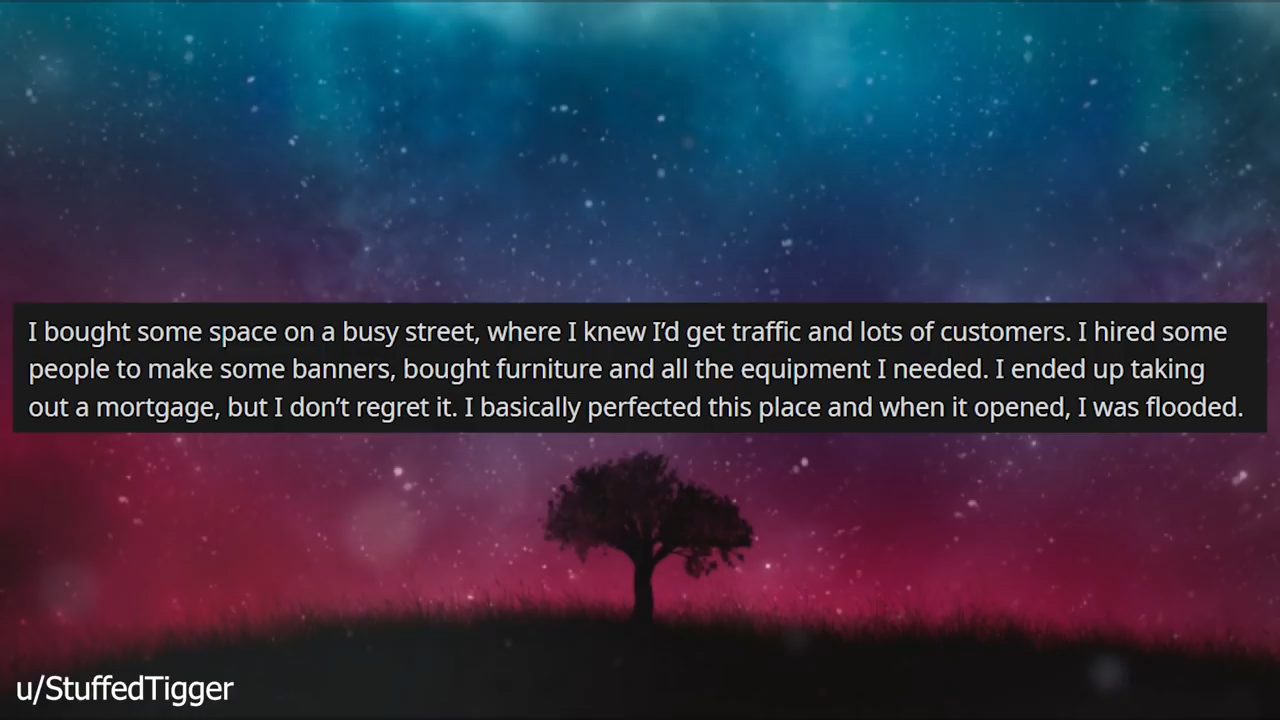 I bought some space on a busy street, where I knew I’d get traffic and lots of customers. I hired some
people to make some banners, bought furniture and all the equipment I needed. I ended up taking
out a mortgage, but I don’t regret it. I basically perfected this place and when it opened, I was flooded.
u/StuffedTigger